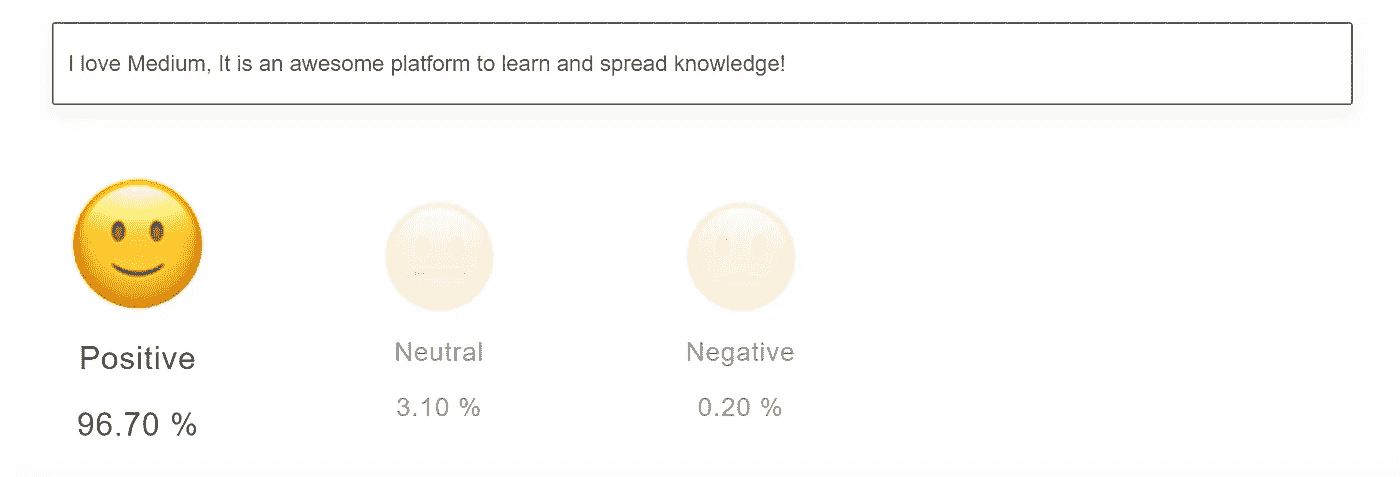 I love Medium, It is an awesome platform to learn and spread knowledge!
Positive
Neutral
Negative
96.70 %
3.10 %
0.20 %